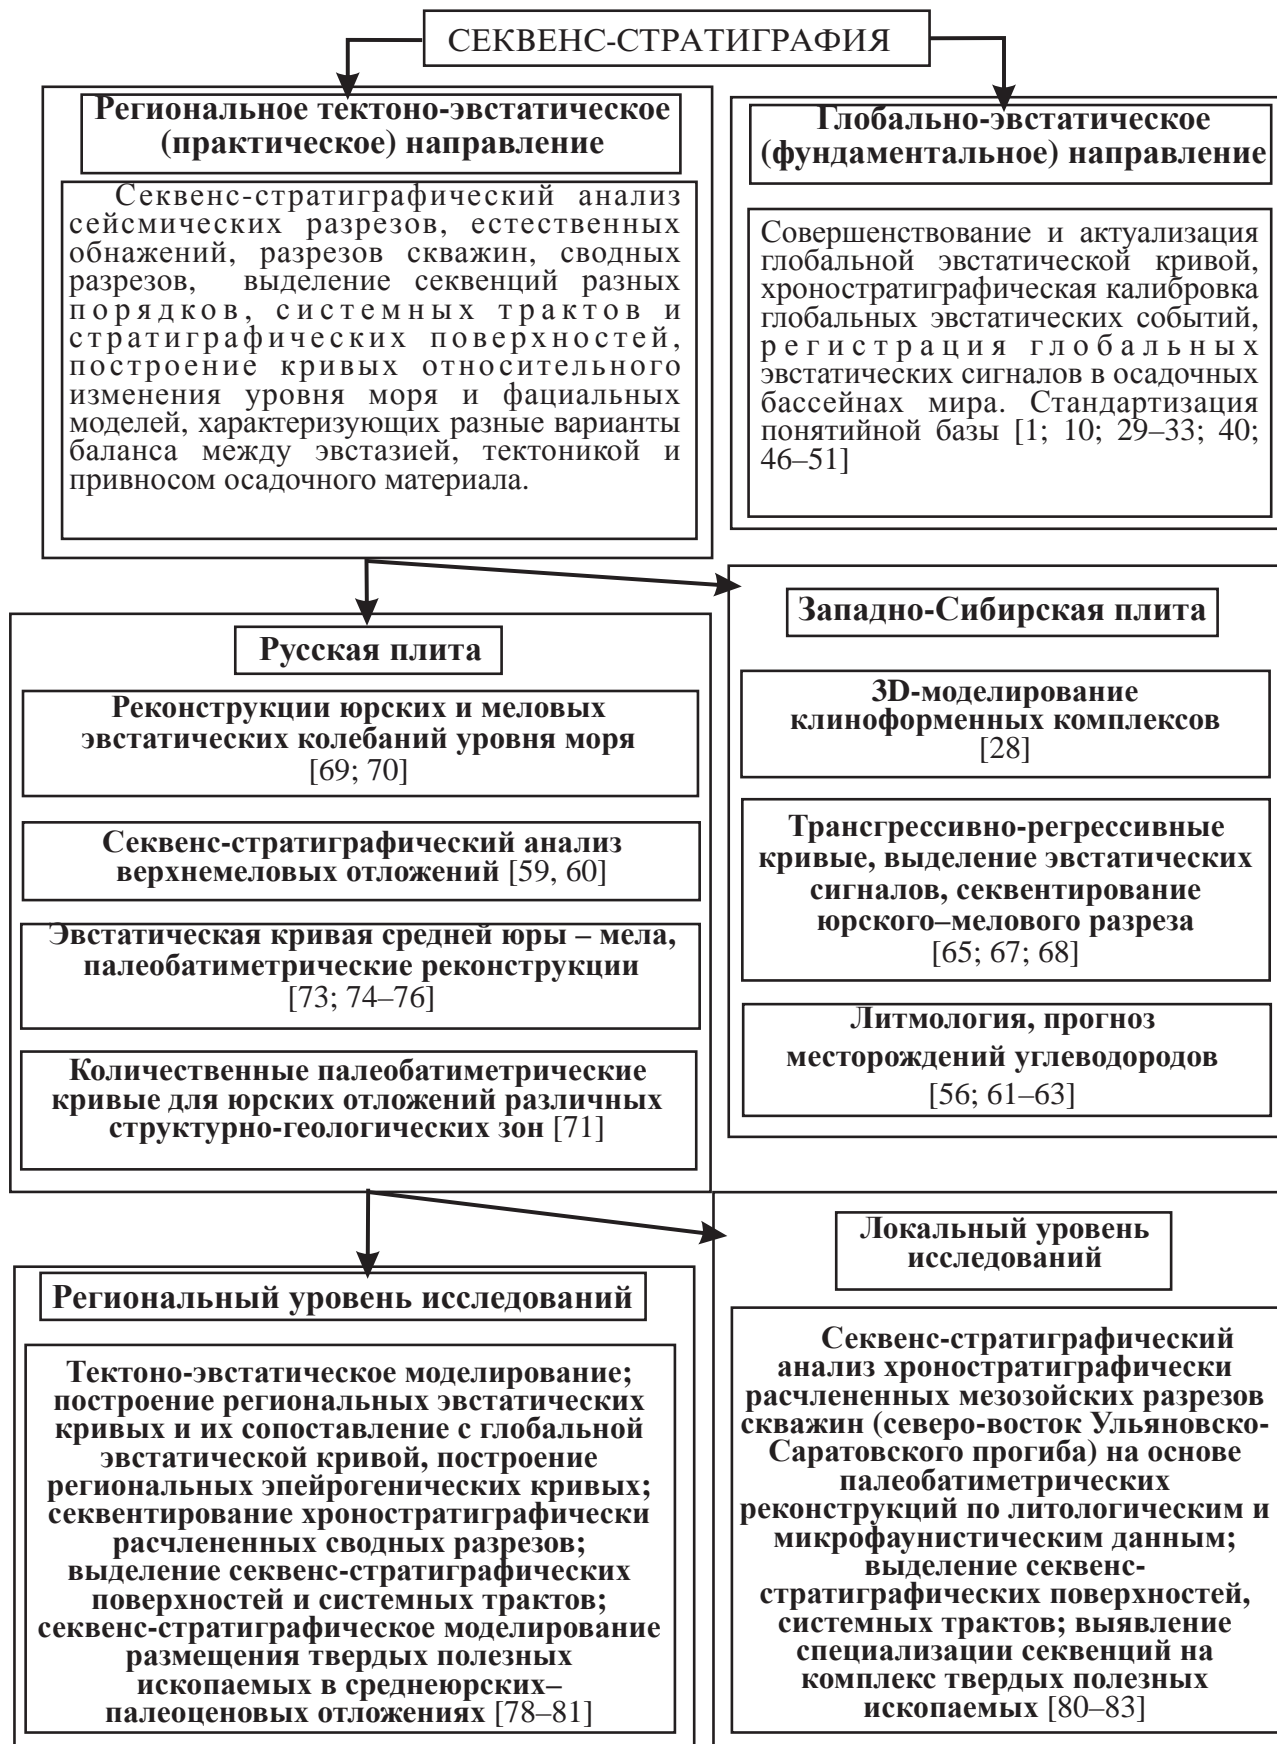 СЕКВЕНС-СТРАТИГРАФИЯ
Региональное тектоно-эвстатическое
(практическое) направление
Секвенс-стратиграфический анализ
сейсмических разрезов, естественных
обнажений, разрезов скважин, сводных
разрезов, выделение секвенций разных
порядков, системных трактов и
стратиграфических поверхностей,
построение кривых относительного
изменения уровня моря и фациальных
моделей, характеризующих разные варианты
баланса между эвстазией, тектоникой и
привносом осадочного материала.
Глобально-эвстатическое
(фундаментальное) направление
Совершенствование и актуализация
глобальной эвстатической кривой,
хроностратиграфическая калибровка
глобальных эвстатических событий,
регистрация глобальных
эвстатических сигналов в осадочных
бассейнах мира. Стандартизация
понятийной базы [1; 10; 29–33; 40;
46–51]
Русская плита
Реконструкции юрских и меловых
эвстатических колебаний уровня моря
[69; 70]
Секвенс-стратиграфический анализ
верхнемеловых отложений [59, 60]
Эвстатическая кривая средней юры – мела,
палеобатиметрические реконструкции
[73; 74–76]
Количественные палеобатиметрические
кривые для юрских отложений различных
структурно-геологических зон [71]
Западно-Сибирская плита
3D-моделирование
клиноформенных комплексов
[28]
Трансгрессивно-регрессивные
кривые, выделение эвстатических
сигналов, секвентирование
юрского–мелового разреза
[65; 67; 68]
Литмология, прогноз
месторождений углеводородов
[56; 61–63]
Региональный уровень исследований
Тектоно-эвстатическое моделирование;
построение региональных эвстатических
кривых и их сопоставление с глобальной
эвстатической кривой, построение
региональных эпейрогенических кривых;
секвентирование хроностратиграфически
расчлененных сводных разрезов;
выделение секвенс-стратиграфических
поверхностей и системных трактов;
секвенс-стратиграфическое моделирование
размещения твердых полезных
ископаемых в среднеюрских–
палеоценовых отложениях [78–81]
Локальный уровень
исследований
Секвенс-стратиграфический
анализ хроностратиграфически
расчлененных мезозойских разрезов
скважин (северо-восток Ульяновско-
Саратовского прогиба) на основе
палеобатиметрических
реконструкций по литологическим и
микрофаунистическим данным;
выделение секвенс-
стратиграфических поверхностей,
системных трактов; выявление
специализации секвенций на
комплекс твердых полезных
ископаемых [80–83]